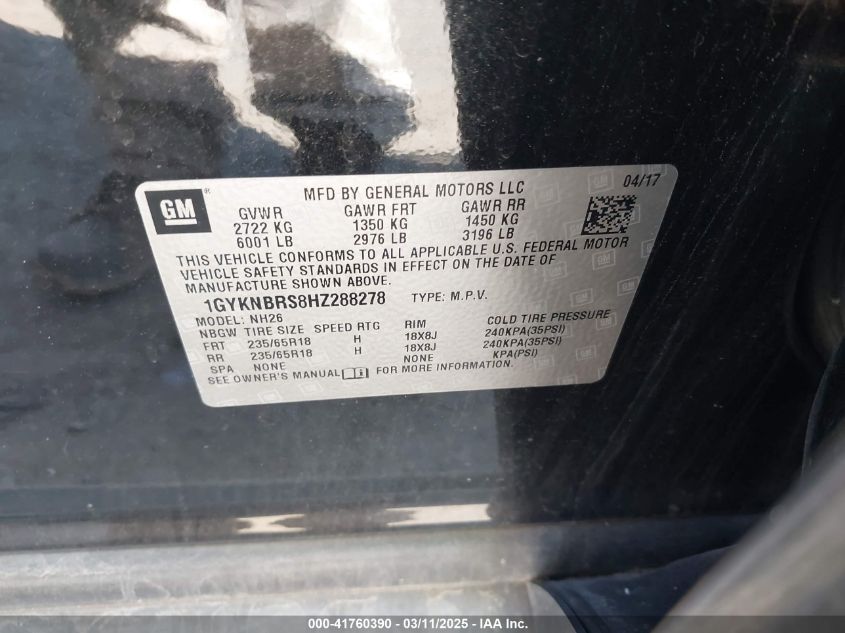 GM ®
MFD BY GENERAL MOTORS LLC 04/17
GVWR GAWR FRT GAWR RR
2722 KG 1350 KG 1450 KG
6001 LB 2976 LB 3196 LB
THIS VEHICLE CONFORMS TO ALL APPLICABLE U.S. FEDERAL MOTOR
VEHICLE SAFETY STANDARDS IN EFFECT ON THE DATE OF
MANUFACTURE SHOWN ABOVE.
1GYKNBRS8HZ288278 TYPE: M.P.V.
MODEL: NH26
NBGW TIRE SIZE SPEED RTG RIM COLD TIRE PRESSURE
FRT 235/65R18 H 18X8J 240KPA(35PSI)
RR 235/65R18 H 18X8J 240KPA(35PSI)
SPA NONE NONE KPA(PSI)
SEE OWNER'S MANUAL FOR MORE INFORMATION.
000-41760390 - 03/11/2025 - IAA Inc.